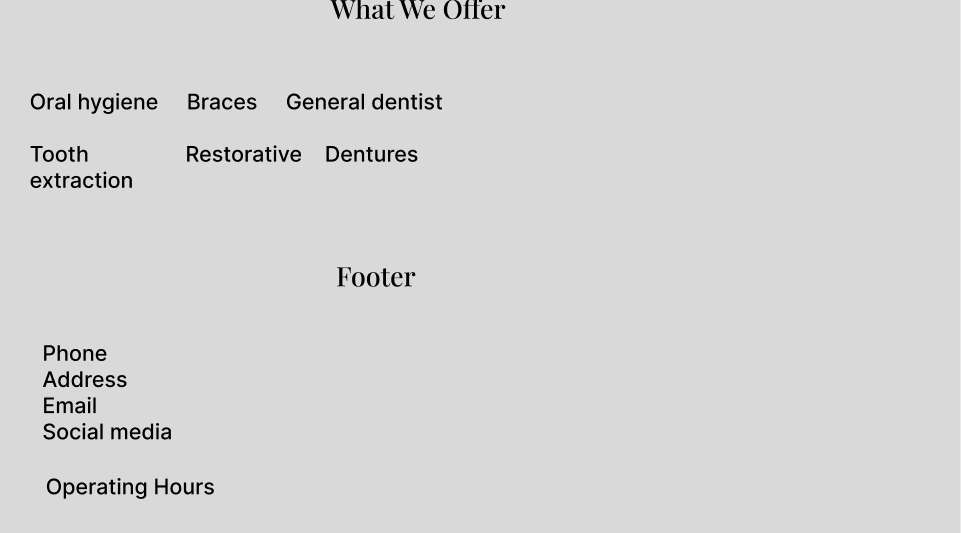 What We Offer
Oral hygiene Braces General dentist
Tooth Restorative Dentures
extraction
Footer
Phone
Address
Email
Social media
Operating Hours